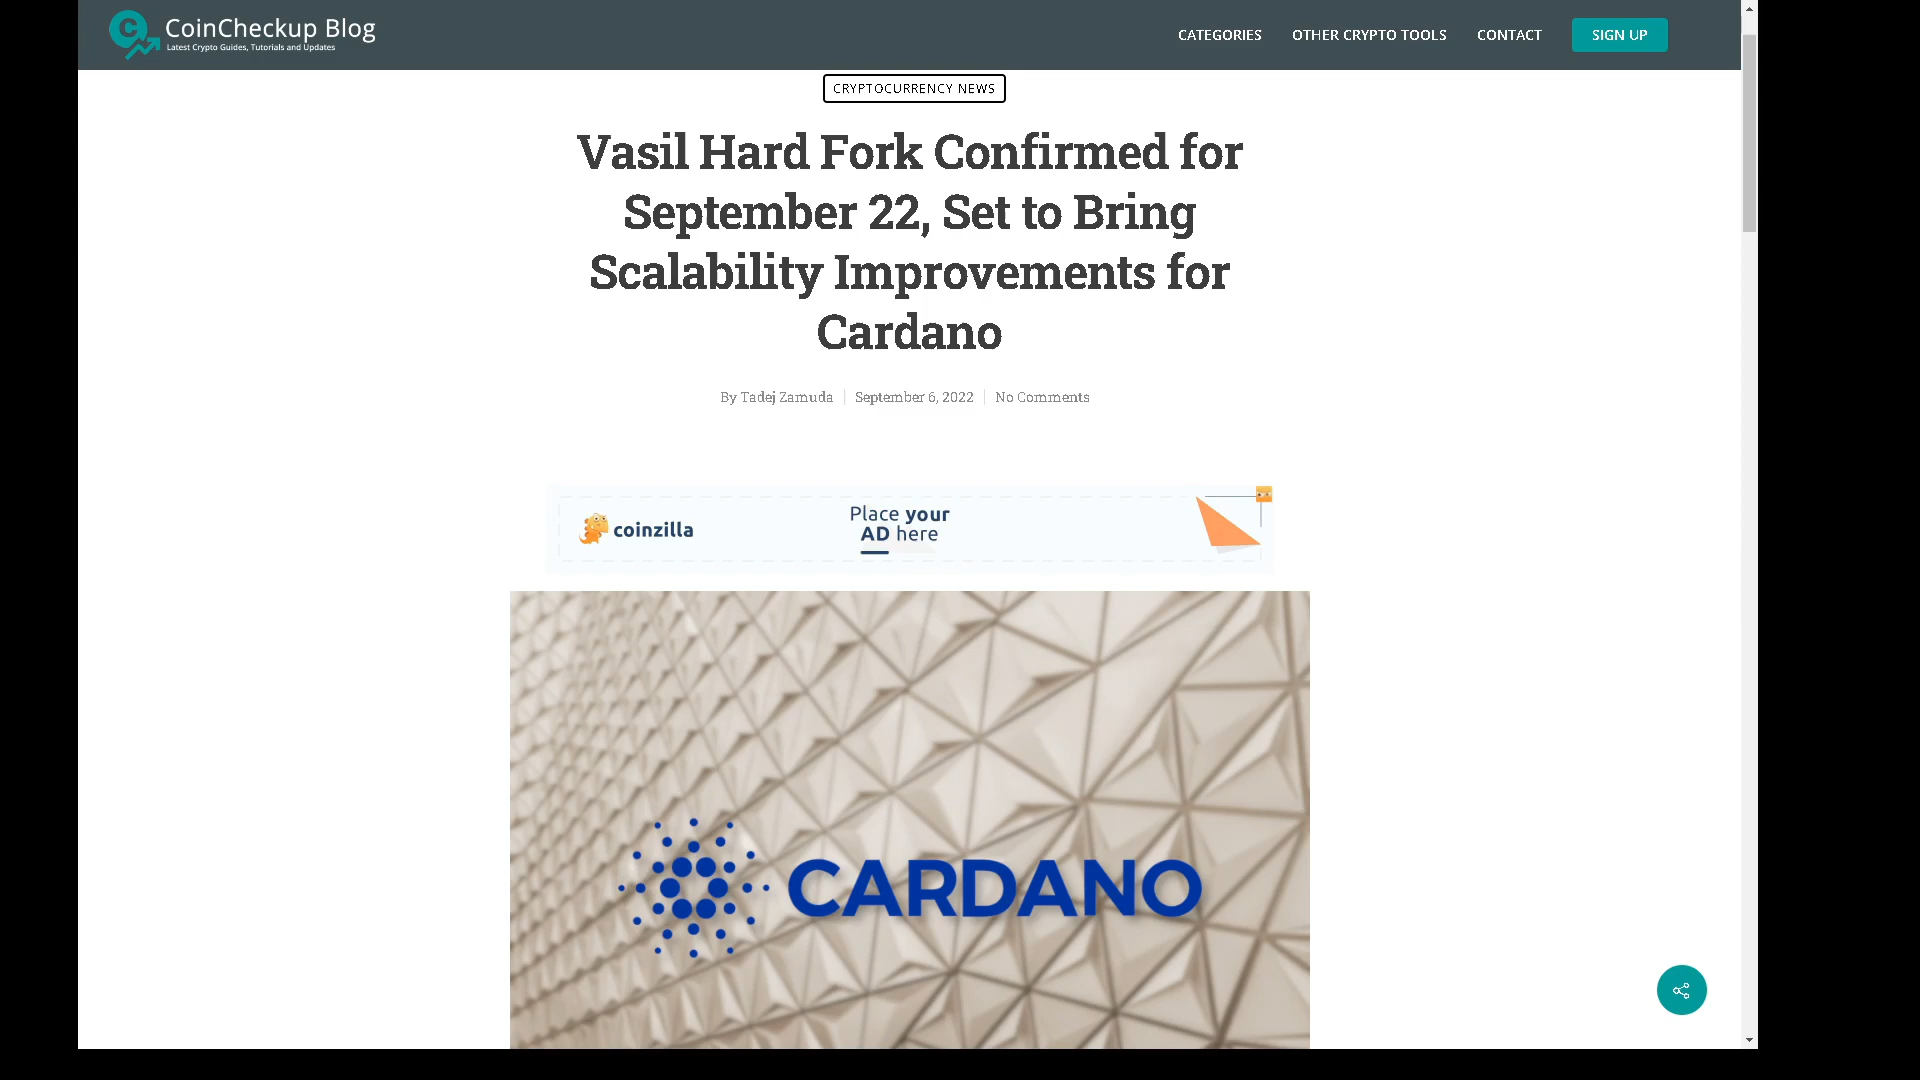 CoinCheckup Blog
Latest Crypto Guides, Tutorials and Updates
CATEGORIES
OTHER CRYPTO TOOLS
CONTACT
SIGN UP
CRYPTOCURRENCY NEWS
Vasil Hard Fork Confirmed for
September 22, Set to Bring
Scalability Improvements for
Cardano
By Tadej Zamuda
September 6, 2022
No Comments
coinzilla
Place your
AD here
CARDANO